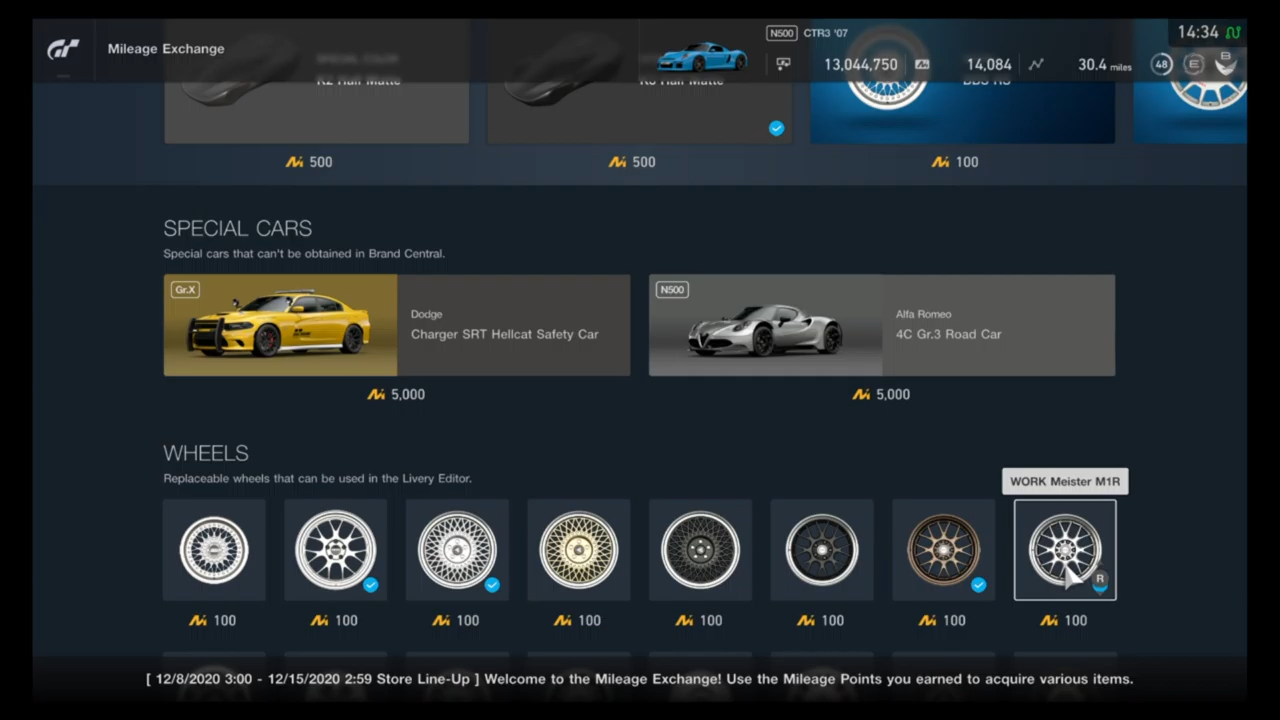 Mileage Exchange
N500 CTR3 '07
14:34
13,044,750
14,084
30.4 miles
48
E
B
500
500
100
SPECIAL CARS
Special cars that can't be obtained in Brand Central.
Gr.X
Dodge
Charger SRT Hellcat Safety Car
N500
Alfa Romeo
4C Gr.3 Road Car
5,000
5,000
WHEELS
Replaceable wheels that can be used in the Livery Editor.
WORK Meister M1R
R
100 100 100 100 100 100 100 100
[ 12/8/2020 3:00 - 12/15/2020 2:59 Store Line-Up ] Welcome to the Mileage Exchange! Use the Mileage Points you earned to acquire various items.